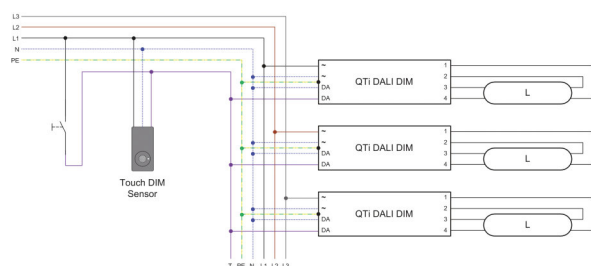 L3
L2
L1
N
PE
~
~
DA
DA
QTi DALI DIM
1
2
3
4
L
~
~
DA
DA
QTi DALI DIM
1
2
3
4
L
Touch DIM
Sensor
~
~
DA
DA
QTi DALI DIM
1
2
3
4
L
T PE N L1 L2 L3